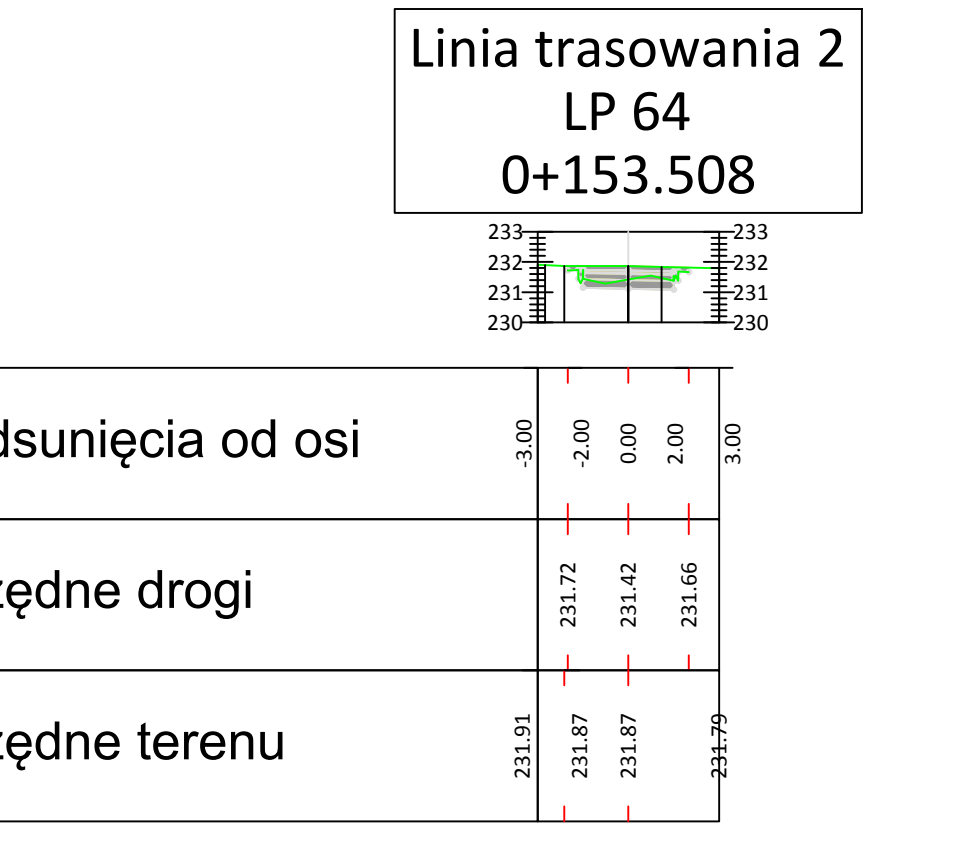 Linia trasowania 2
LP 64
0+153.508
233 233
232 232
231 231
230 230
dsunięcia od osi -3.00 -2.00 0.00 2.00 3.00
zędne drogi 231.72 231.42 231.66
zędne terenu 231.91 231.87 231.87 231.79